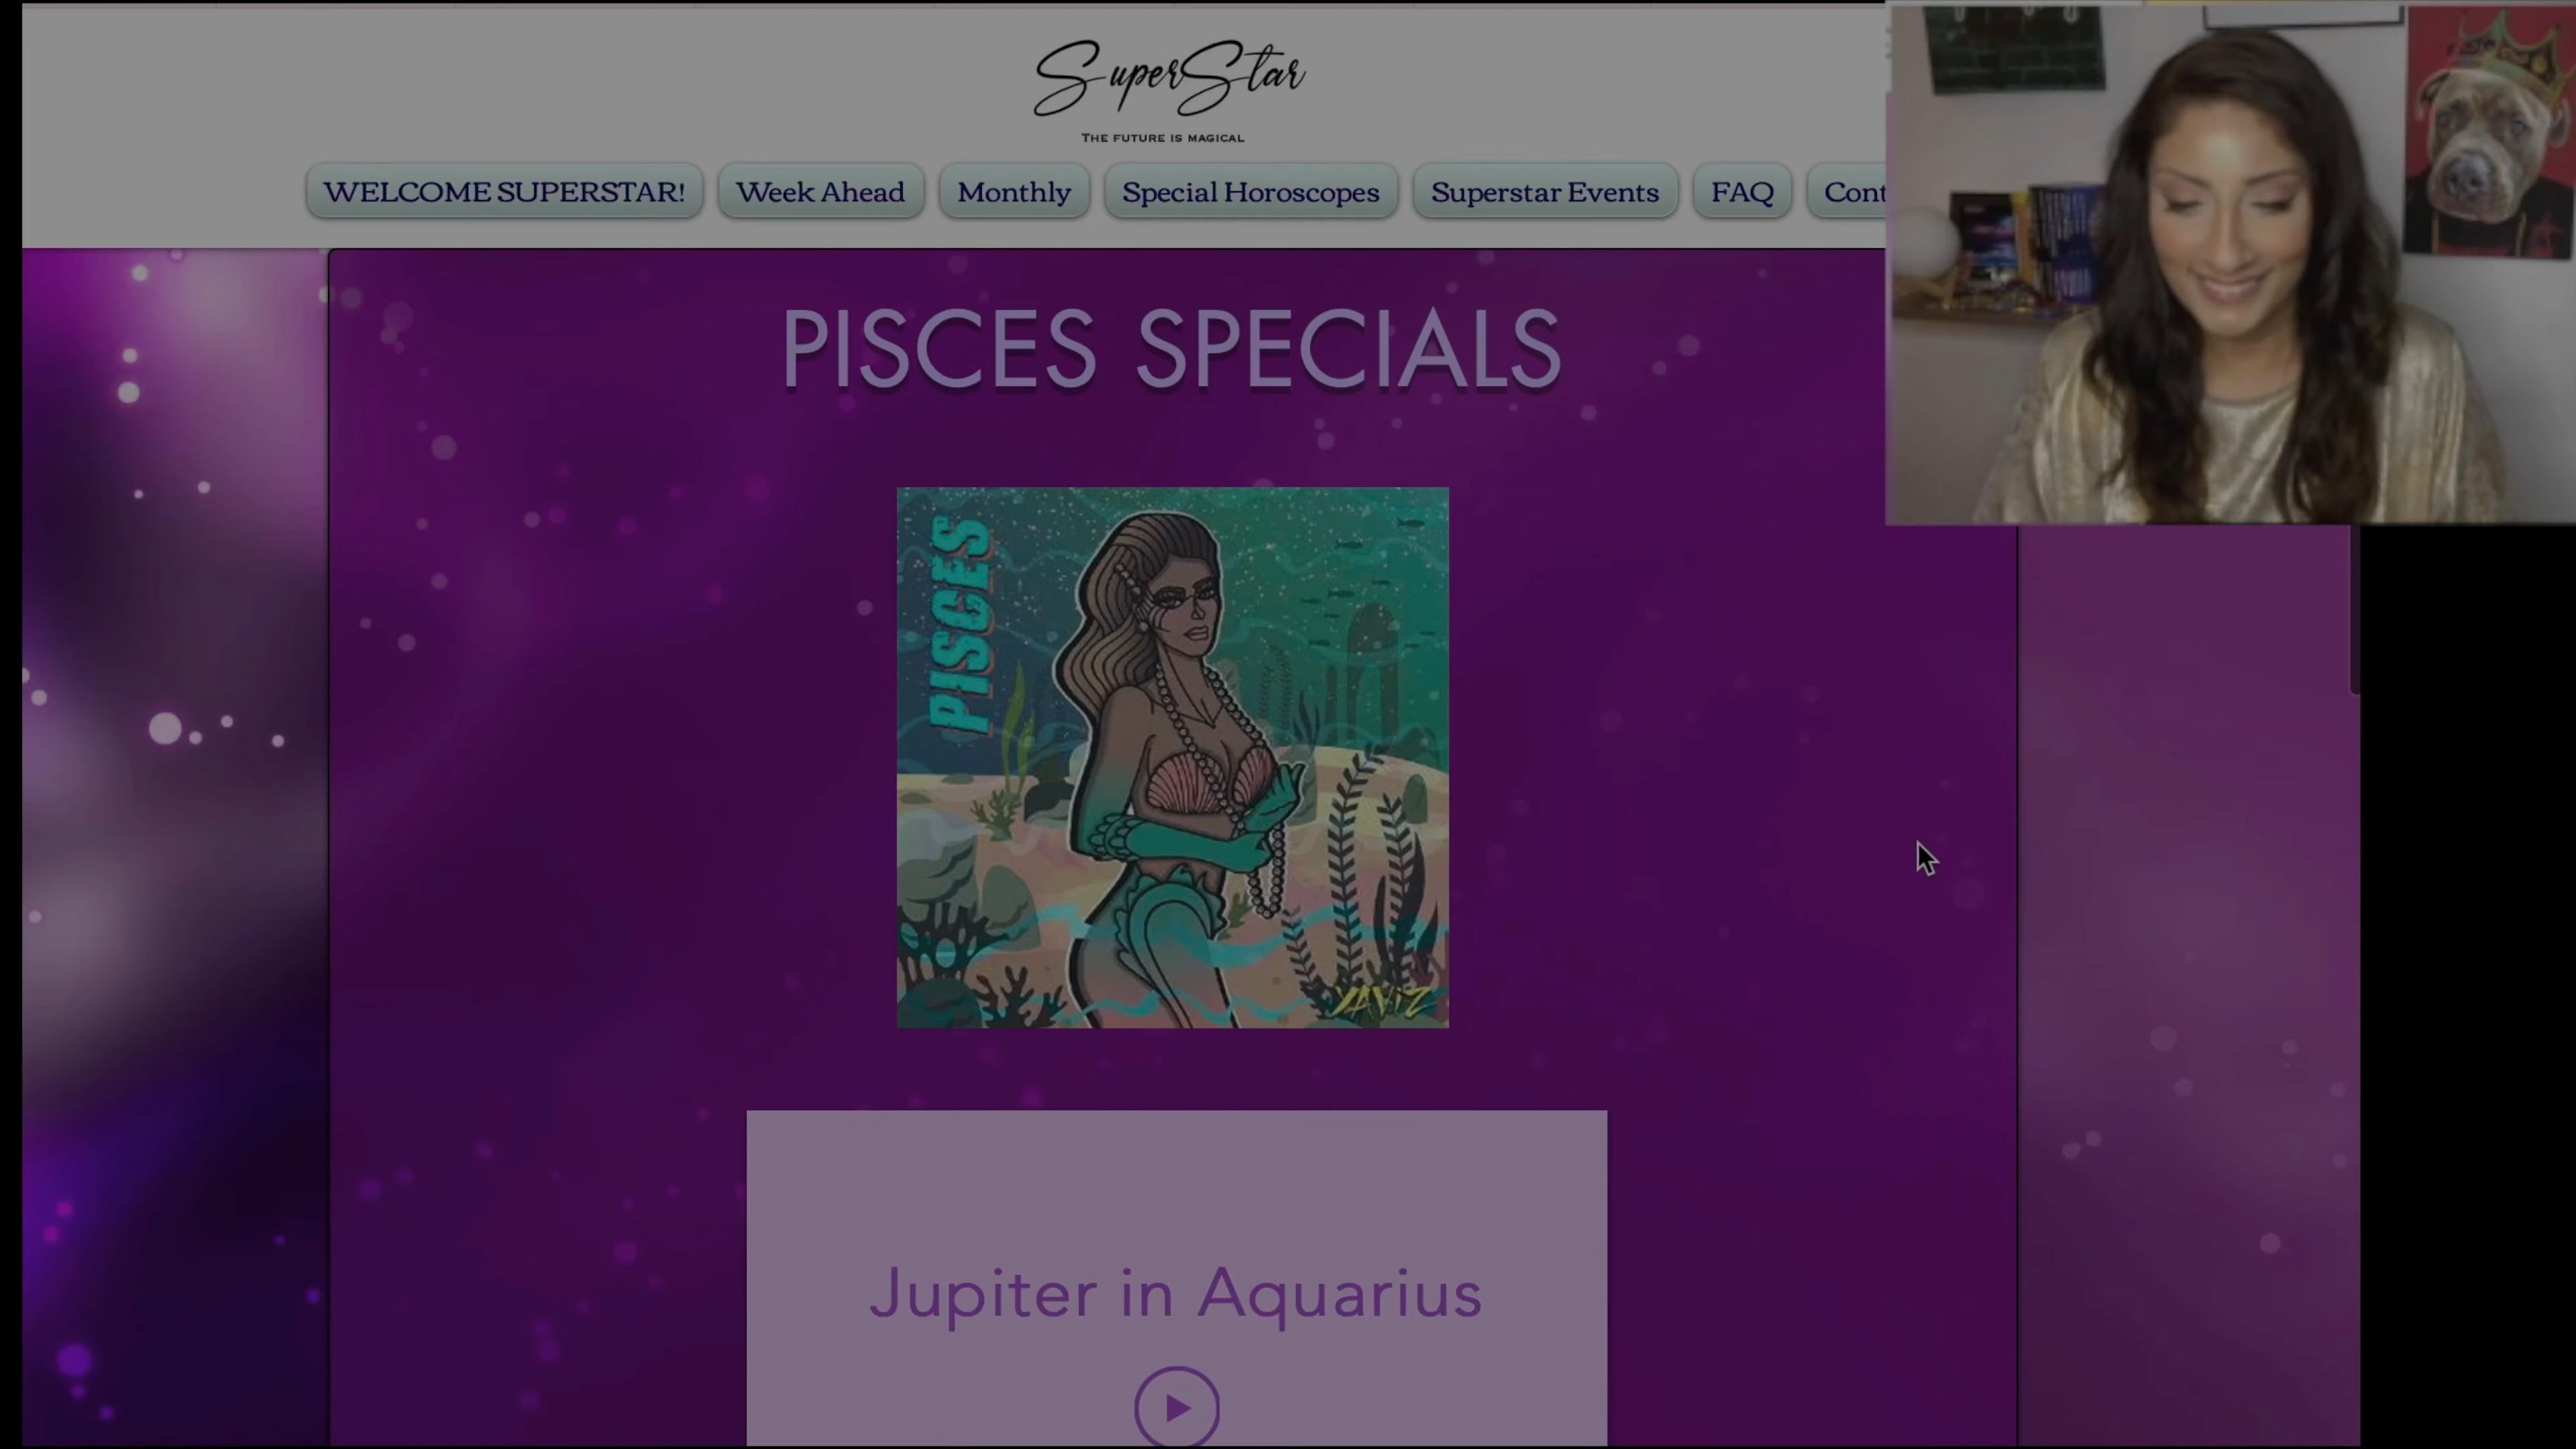 SuperStar
THE FUTURE IS MAGICAL
WELCOME SUPERSTAR! Week Ahead Monthly Special Horoscopes Superstar Events FAQ Cont
PISCES SPECIALS
PISCES
YAVIZ
Jupiter in Aquarius